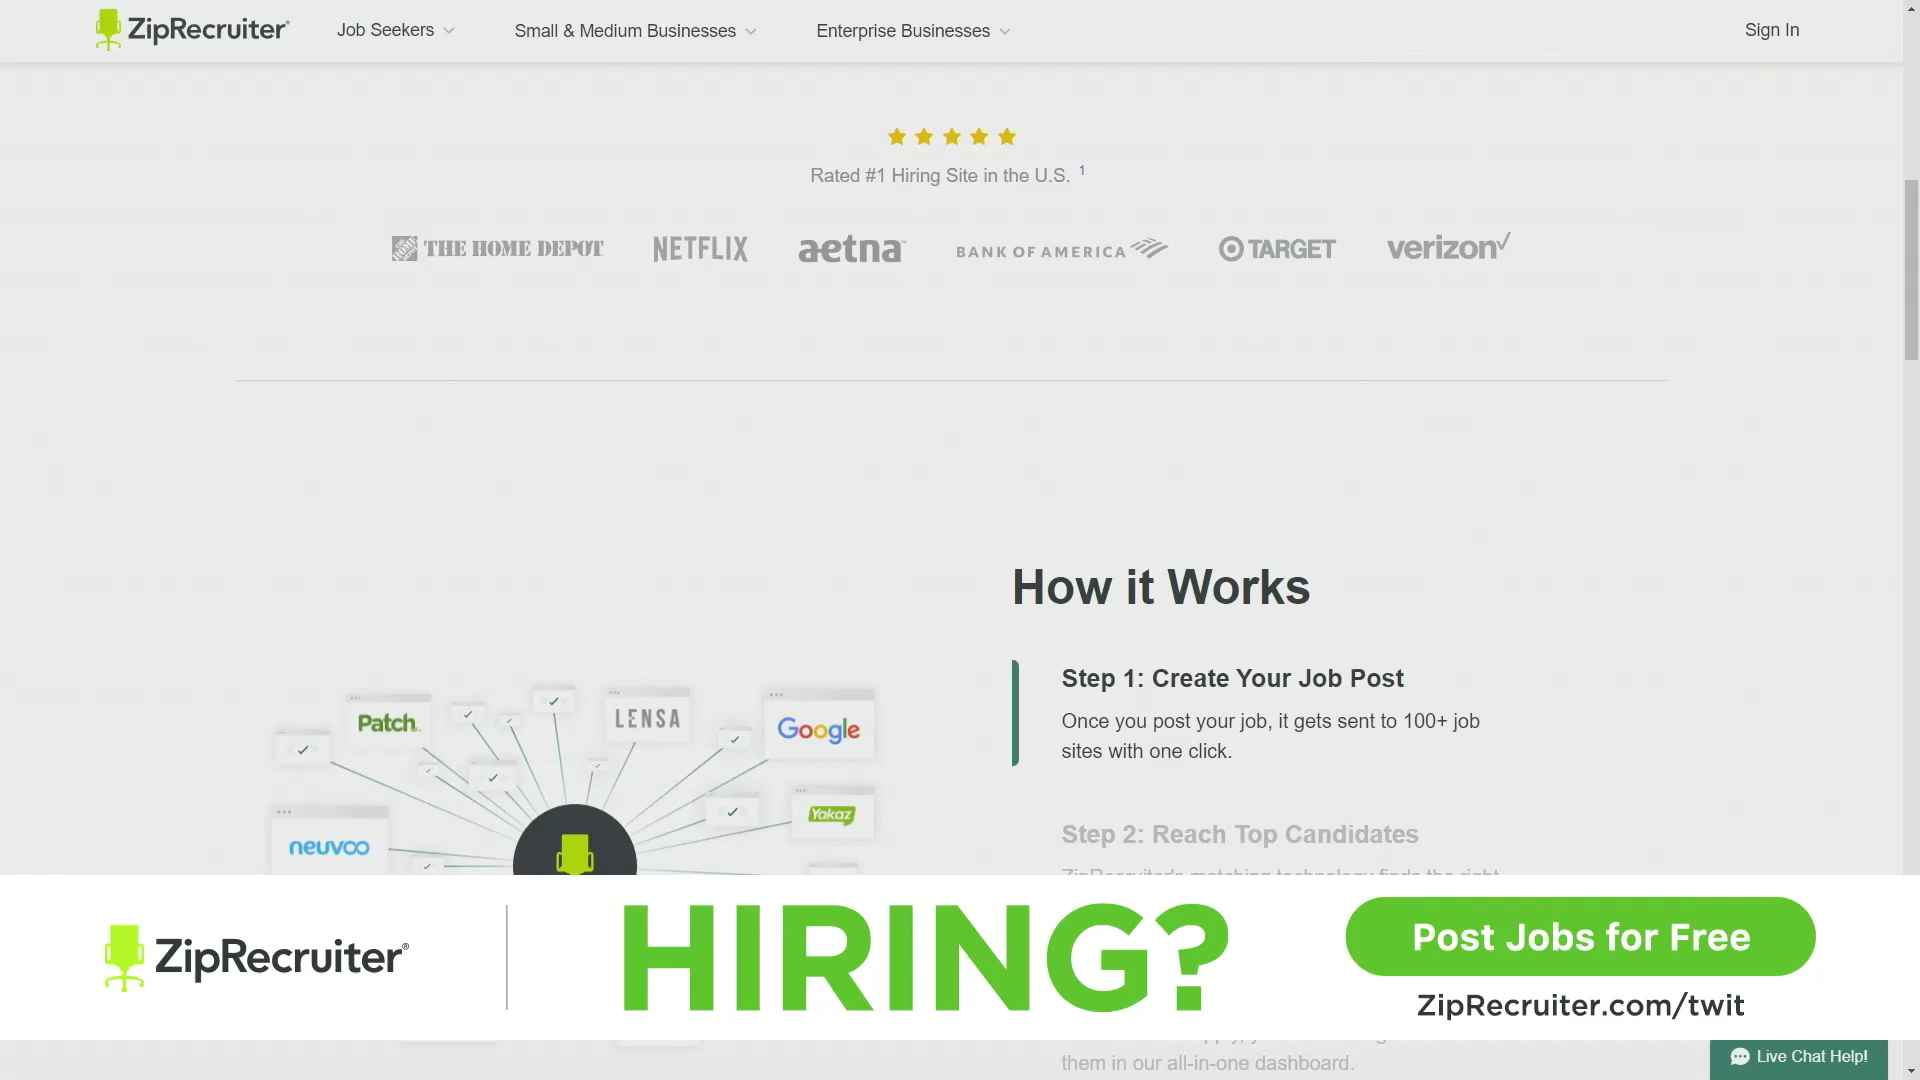 ZipRecruiter®
Job Seekers
Small & Medium Businesses
Enterprise Businesses
Sign In
Rated #1 Hiring Site in the U.S. 1
THE HOME DEPOT
NETFLIX
aetna™
BANK OF AMERICA
TARGET
verizon✓
How it Works
Step 1: Create Your Job Post
Once you post your job, it gets sent to 100+ job
sites with one click.
Patch
LENSA
Google
Yakaz
neuvoo
Step 2: Reach Top Candidates
ZipRecruiter's matching technology finds the right
ZipRecruiter®
HIRING?
Post Jobs for Free
ZipRecruiter.com/twit
them in our all-in-one dashboard.
Live Chat Help!